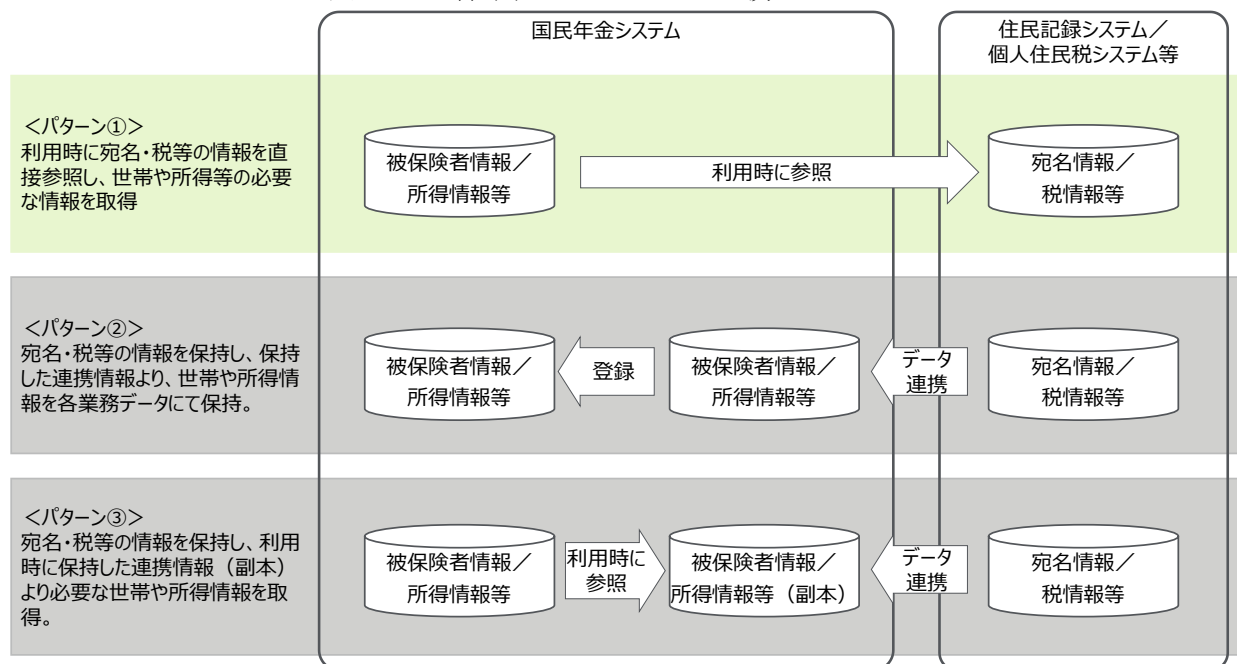 国民年金システム
住民記録システム／
個人住民税システム等
＜パターン①＞
利用時に宛名・税等の情報を直
接参照し、世帯や所得等の必要
な情報を取得
被保険者情報／
所得情報等
利用時に参照
宛名情報／
税情報等
＜パターン②＞
宛名・税等の情報を保持し、保持
した連携情報より、世帯や所得情
報を各業務データにて保持。
被保険者情報／
所得情報等
登録
被保険者情報／
所得情報等
データ
連携
宛名情報／
税情報等
＜パターン③＞
宛名・税等の情報を保持し、利用
時に保持した連携情報（副本）
より必要な世帯や所得情報を取
得。
被保険者情報／
所得情報等
利用時に
参照
被保険者情報／
所得情報等（副本）
データ
連携
宛名情報／
税情報等